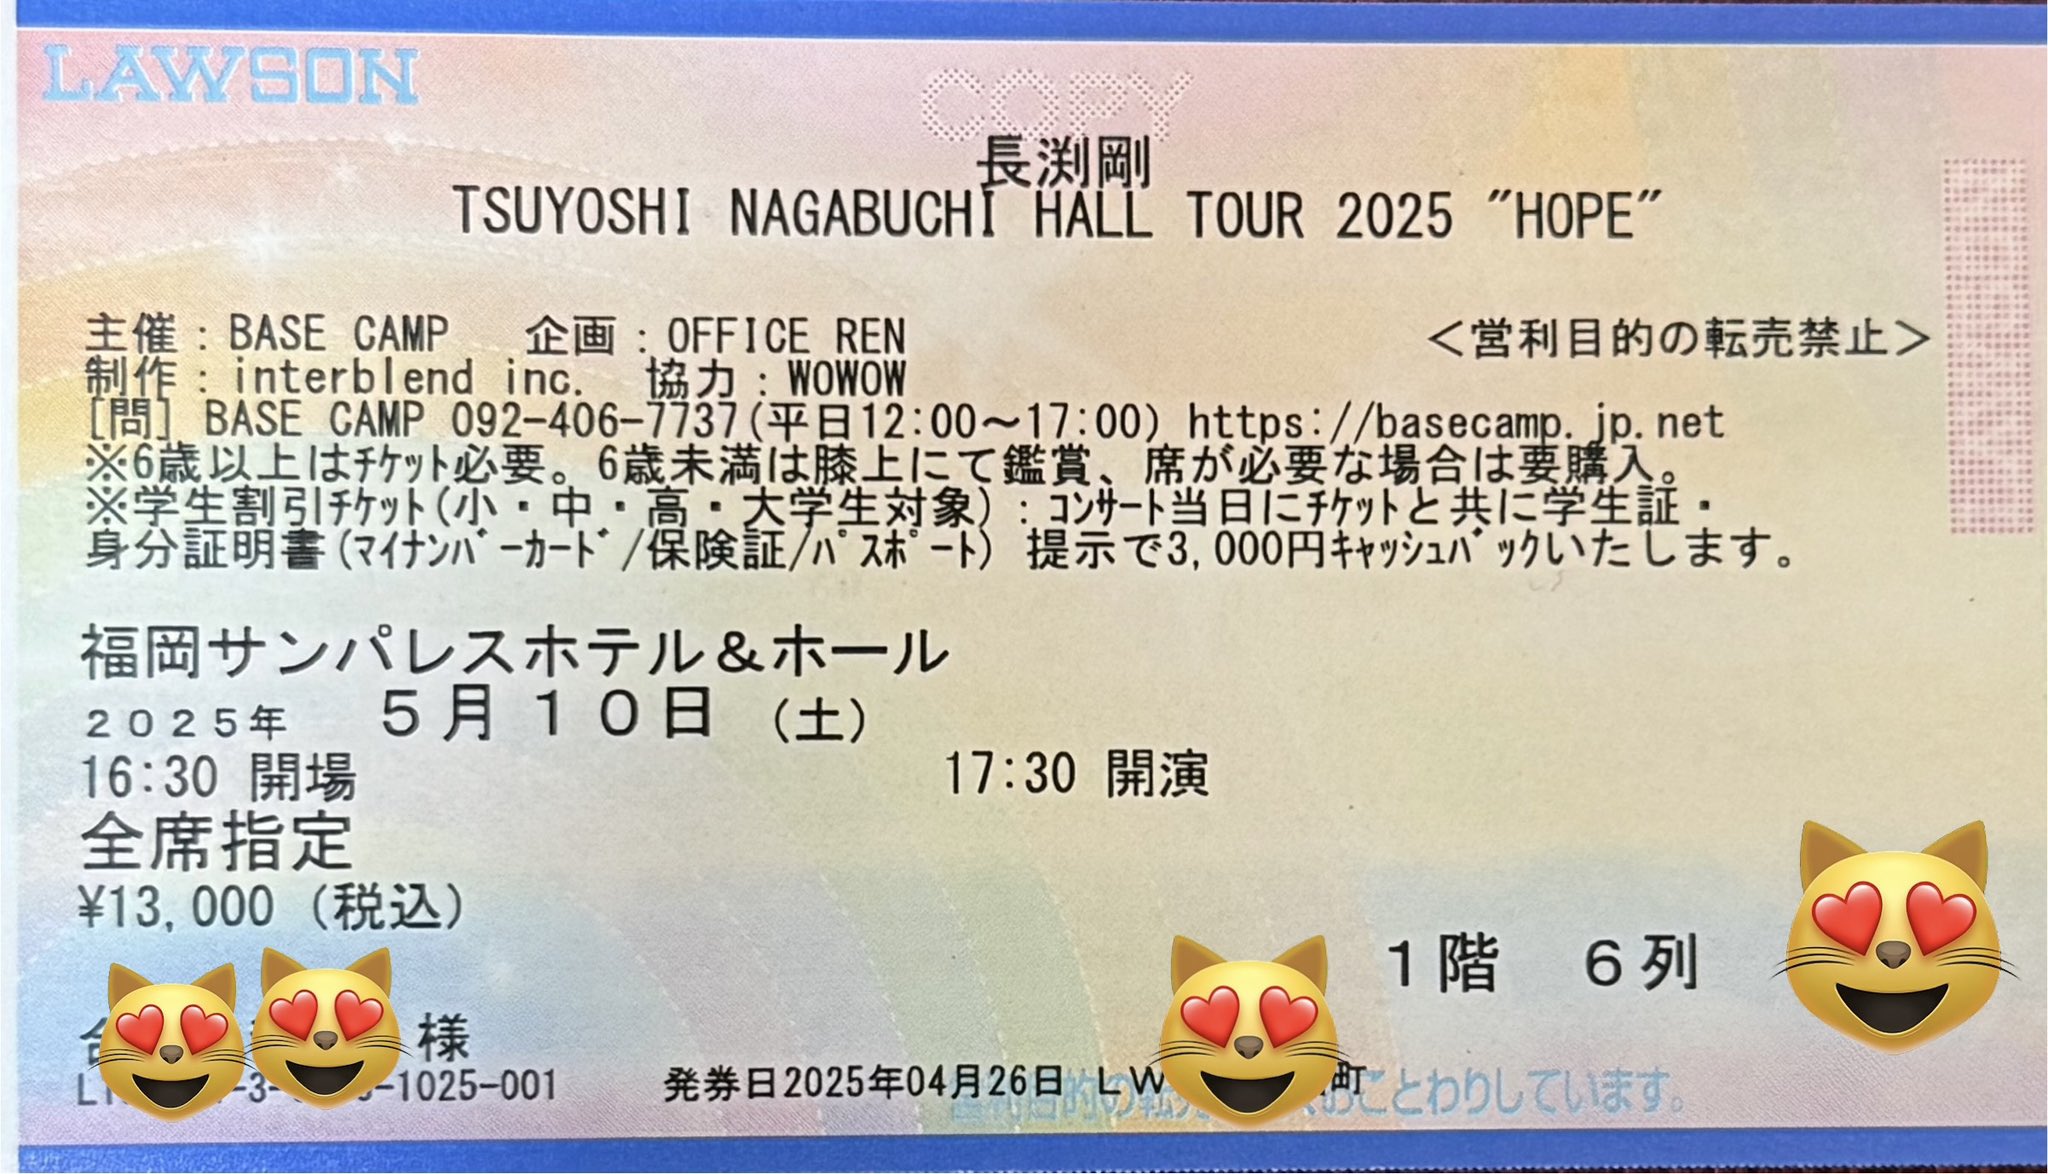 LAWSON
COPY
長渕剛
TSUYOSHI NAGABUCHI HALL TOUR 2025 "HOPE"
主催：BASE CAMP 企画：OFFICE REN
＜営利目的の転売禁止＞
制作：interblend inc. 協力：WOWOW
[問] BASE CAMP 092-406-7737(平日12:00～17:00) https://basecamp.jp.net
※6歳以上はﾁｹｯﾄ必要。6歳未満は膝上にて鑑賞、席が必要な場合は要購入。
※学生割引ﾁｹｯﾄ(小・中・高・大学生対象)：ｺﾝｻｰﾄ当日にﾁｹｯﾄと共に学生証・
身分証明書(ﾏｲﾅﾝﾊﾞｰｶｰﾄﾞ/保険証/ﾊﾟｽﾎﾟｰﾄ) 提示で3,000円ｷｬｯｼｭﾊﾞｯｸいたします。
福岡サンパレスホテル＆ホール
２０２５年 ５月１０日（土）
16:30 開場 17:30 開演
全席指定
¥13,000（税込）
１階 ６列
様
-1025-001 発券日2025年04月26日 ＬＷ 町
営利目的の転売 おことわりしています。